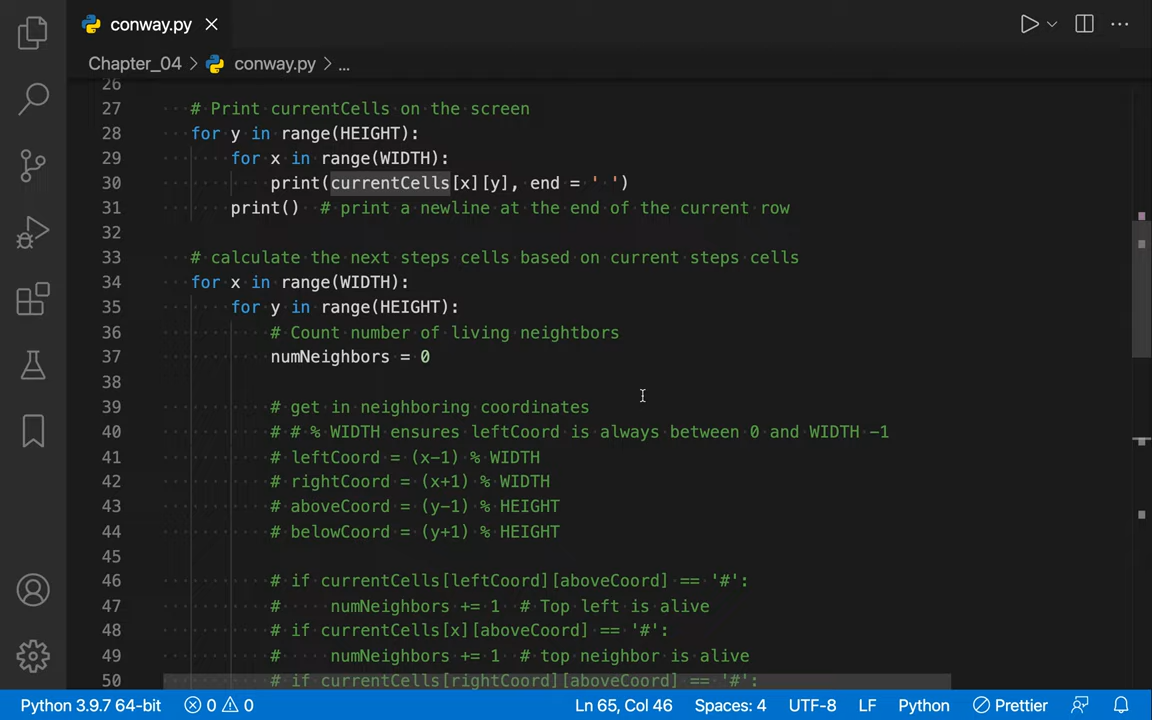 conway.py
Chapter_04 > conway.py > ...
26
27 # Print currentCells on the screen
28 for y in range(HEIGHT):
29 for x in range(WIDTH):
30 print(currentCells[x][y], end = ' ')
31 print() # print a newline at the end of the current row
32
33 # calculate the next steps cells based on current steps cells
34 for x in range(WIDTH):
35 for y in range(HEIGHT):
36 # Count number of living neightbors
37 numNeighbors = 0
38
39 # get in neighboring coordinates
40 # # % WIDTH ensures leftCoord is always between 0 and WIDTH -1
41 # leftCoord = (x-1) % WIDTH
42 # rightCoord = (x+1) % WIDTH
43 # aboveCoord = (y-1) % HEIGHT
44 # belowCoord = (y+1) % HEIGHT
45
46 # if currentCells[leftCoord][aboveCoord] == '#':
47 # numNeighbors += 1 # Top left is alive
48 # if currentCells[x][aboveCoord] == '#':
49 # numNeighbors += 1 # top neighbor is alive
50 # if currentCells[rightCoord][aboveCoord] == '#':
Python 3.9.7 64-bit 0 0 Ln 65, Col 46 Spaces: 4 UTF-8 LF Python Prettier